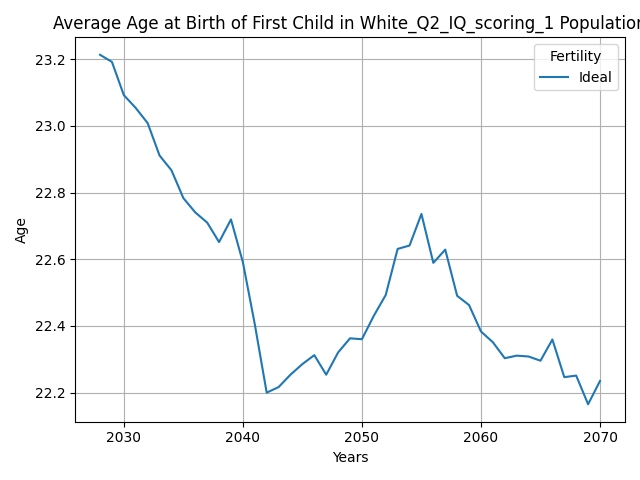 Average Age at Birth of First Child in White_Q2_IQ_scoring_1 Population
Fertility
Ideal
23.2
23.0
22.8
22.6
22.4
22.2
Age
2030 2040 2050 2060 2070
Years